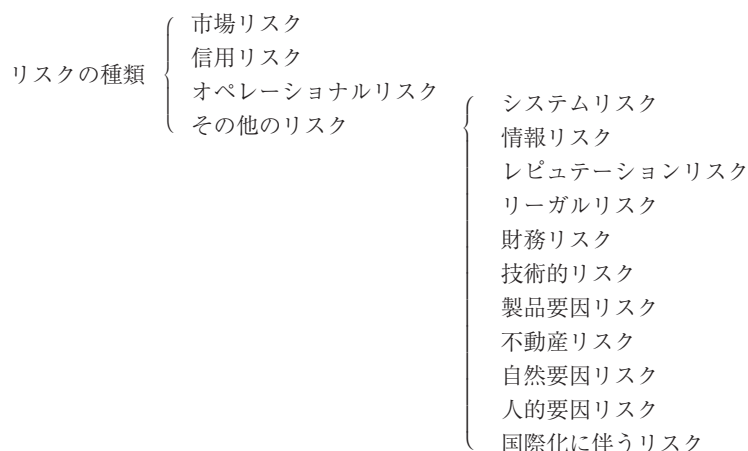 リスクの種類
市場リスク
信用リスク
オペレーショナルリスク
その他のリスク
システムリスク
情報リスク
レピュテーションリスク
リーガルリスク
財務リスク
技術的リスク
製品要因リスク
不動産リスク
自然要因リスク
人的要因リスク
国際化に伴うリスク